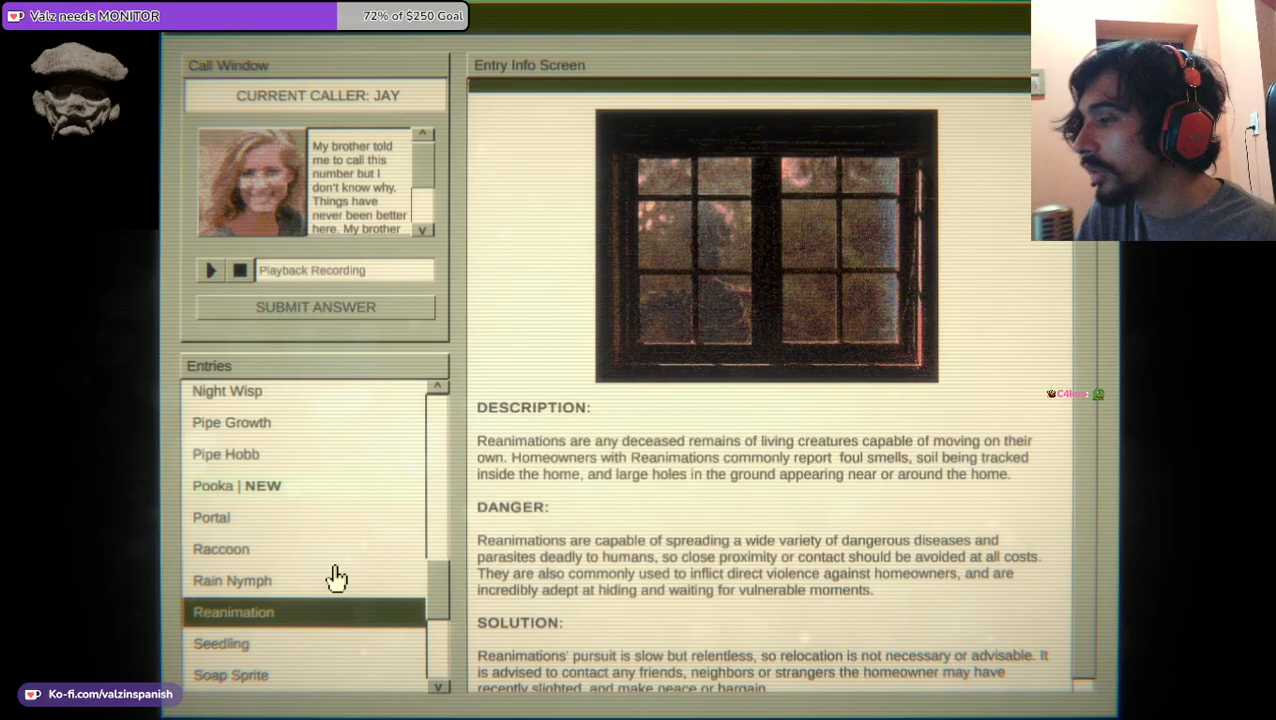 Valz needs MONITOR
72% of $250 Goal
Call Window
CURRENT CALLER: JAY
My brother told
me to call this
number but I
don't know why.
Things have
never been better
here. My brother
Playback Recording
SUBMIT ANSWER
Entries
Night Wisp
Pipe Growth
Pipe Hobb
Pooka | NEW
Portal
Raccoon
Rain Nymph
Reanimation
Seedling
Soap Sprite
Entry Info Screen
DESCRIPTION:
Reanimations are any deceased remains of living creatures capable of moving on their
own. Homeowners with Reanimations commonly report foul smells, soil being tracked
inside the home, and large holes in the ground appearing near or around the home.
DANGER:
Reanimations are capable of spreading a wide variety of dangerous diseases and
parasites deadly to humans, so close proximity or contact should be avoided at all costs.
They are also commonly used to inflict direct violence against homeowners, and are
incredibly adept at hiding and waiting for vulnerable moments.
SOLUTION:
Reanimations' pursuit is slow but relentless, so relocation is not necessary or advisable. It
is advised to contact any friends, neighbors or strangers the homeowner may have
recently slighted, and make peace or bargain.
Ko-fi.com/valzinspanish